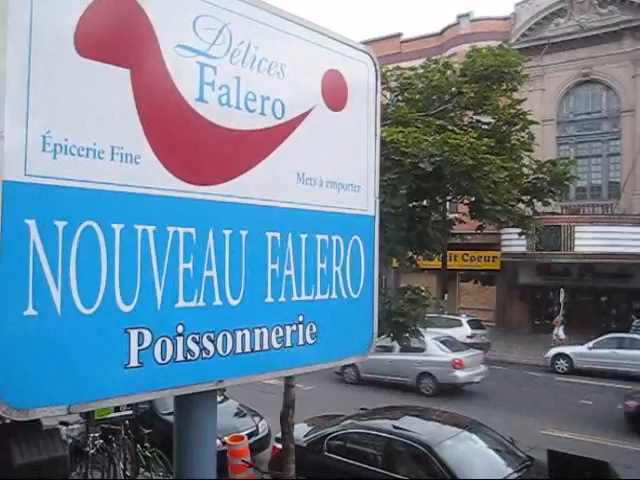 Délices
Falero
Épicerie Fine
Mets à emporter
NOUVEAU FALERO
Poissonnerie
Coeur